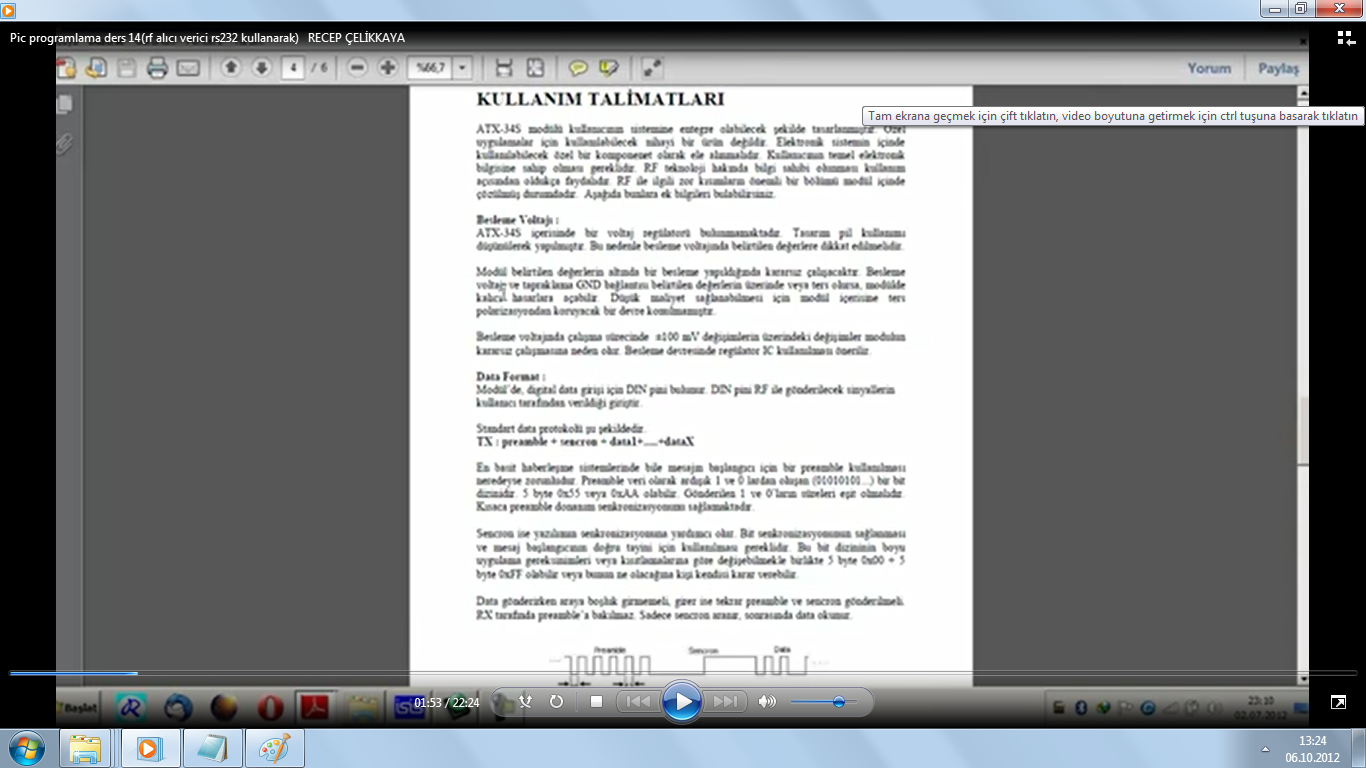 Pic programlama ders 14(rf alıcı verici rs232 kullanarak)   RECEP ÇELİKKAYA
4 / 6
%66,7
Yorum
Paylaş
Tam ekrana geçmek için çift tıklatın, video boyutuna getirmek için ctrl tuşuna basarak tıklatın
KULLANIM TALİMATLARI
ATX-34S modülü kullanıcının sistemine entegre olabilecek şekilde tasarlanmıştır. Özel
uygulamalar için kullanılabilecek nihayi bir ürün değildir. Elektronik sistemin içinde
kullanılabilecek özel bir komponenet olarak ele alınmalıdır. Kullanıcının temel elektronik
bilgisine sahip olması gereklidir. RF teknoloji hakında bilgi sahibi olunması kullanım
açısından oldukça faydalıdır. RF ile ilgili zor kısımların önemli bir bölümü modül içinde
çözülmüş durumdadır. Aşağıda bunlara ek bilgileri bulabilirsiniz.
Besleme Voltajı :
ATX-34S içerisinde bir voltaj regülatorü bulunmamaktadır. Tasarım pil kullanımı
düşünülerek yapılmıştır. Bu nedenle besleme voltajında belirtilen değerlere dikkat edilmelidir.
Modül belirtilen değerlerin altında bir besleme yapıldığında kararsız çalışacaktır. Besleme
voltajı ve topraklama GND bağlantısı belirtilen değerlerin üzerinde veya ters olursa, modülde
kalıcı hasarlara açabilir. Düşük maliyet sağlanabilmesi için modül içerisine ters
polarizasyondan koruyacak bir devre konulmamıştır.
Besleme voltajında çalışma sürecinde ±100 mV değişimlerin üzerindeki değişimler modulun
kararsız çalışmasına neden olur. Besleme devresinde regülator IC kullanılması önerilir.
Data Format :
Modül'de, digital data girişi için DIN pini bulunur. DIN pini RF ile gönderilecek sinyallerin
kullanıcı tarafından verildiği giriştir.
Standart data protokolü şu şekildedir.
TX : preamble + sencron + data1+.....+dataX
En basit haberleşme sistemlerinde bile mesajın başlangıcı için bir preamble kullanılması
neredeyse zorunludur. Preamble veri olarak ardışık 1 ve 0 lardan oluşan (01010101...) bir bit
dizinidir. 5 byte 0x55 veya 0xAA olabilir. Gönderilen 1 ve 0'ların süreleri eşit olmalıdır.
Kısaca preamble donanım senkronizasyonunu sağlamaktadır.
Sencron ise yazılımın senkronizasyonuna yardımcı olur. Bit senkronizasyonunun sağlanması
ve mesaj başlangıcının doğru tayini için kullanılması gereklidir. Bu bit dizininin boyu
uygulama gereksinimleri veya kısıtlamalarına göre değişebilmekle birlikte 5 byte 0x00 + 5
byte 0xFF olabilir veya bunun ne olacağına kişi kendisi karar verebilir.
Data gönderirken araya boşluk girmemeli, girer ise tekrar preamble ve sencron gönderilmeli.
RX tarafında preamble'a bakılmaz. Sadece sencron aranır, sonrasında data okunur.
Preamble Sencron Data
Başlat
01:53 / 22:24
23:10
02.07.2012
13:24
06.10.2012